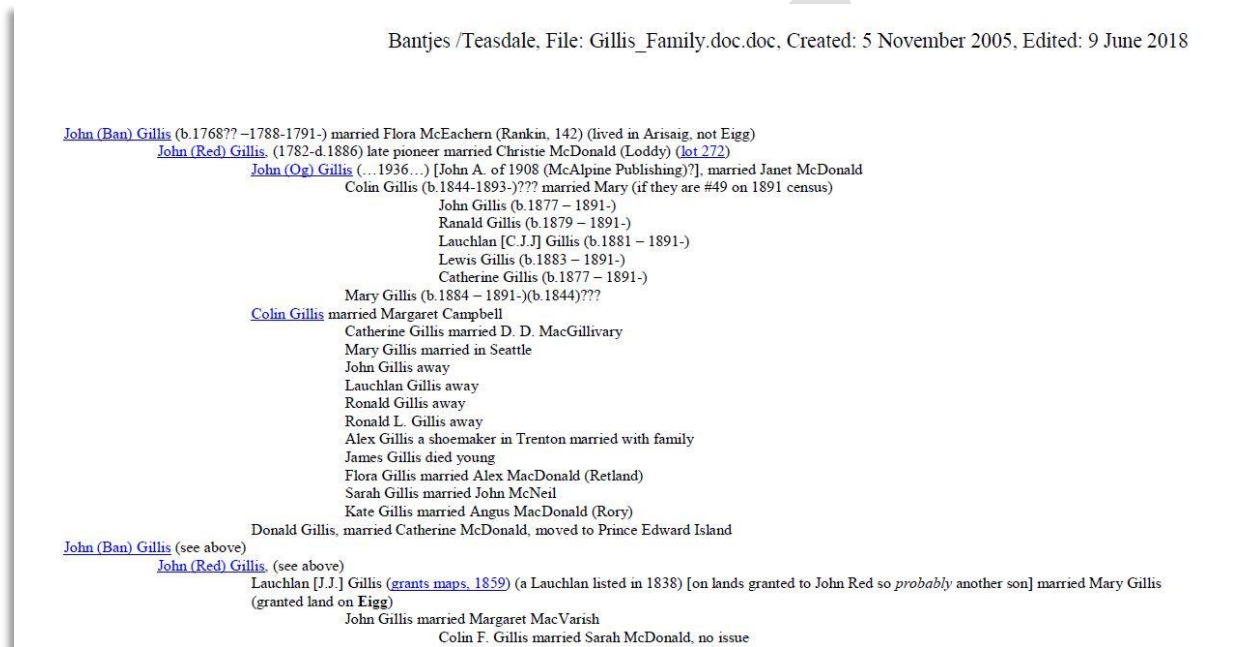 Bantjes /Teasdale, File: Gillis_Family.doc.doc, Created: 5 November 2005, Edited: 9 June 2018
John (Ban) Gillis (b.1768?? –1788-1791-) married Flora McEachern (Rankin, 142) (lived in Arisaig, not Eigg)
John (Red) Gillis, (1782-d.1886) late pioneer married Christie McDonald (Loddy) (lot 272)
John (Og) Gillis (…1936…) [John A. of 1908 (McAlpine Publishing)?], married Janet McDonald
Colin Gillis (b.1844-1893-)??? married Mary (if they are #49 on 1891 census)
John Gillis (b.1877 – 1891-)
Ranald Gillis (b.1879 – 1891-)
Lauchlan [C.J.J] Gillis (b.1881 – 1891-)
Lewis Gillis (b.1883 – 1891-)
Catherine Gillis (b.1877 – 1891-)
Mary Gillis (b.1884 – 1891-)(b.1844)???
Colin Gillis married Margaret Campbell
Catherine Gillis married D. D. MacGillivary
Mary Gillis married in Seattle
John Gillis away
Lauchlan Gillis away
Ronald Gillis away
Ronald L. Gillis away
Alex Gillis a shoemaker in Trenton married with family
James Gillis died young
Flora Gillis married Alex MacDonald (Retland)
Sarah Gillis married John McNeil
Kate Gillis married Angus MacDonald (Rory)
Donald Gillis, married Catherine McDonald, moved to Prince Edward Island
John (Ban) Gillis (see above)
John (Red) Gillis, (see above)
Lauchlan [J.J.] Gillis (grants maps, 1859) (a Lauchlan listed in 1838) [on lands granted to John Red so probably another son] married Mary Gillis
(granted land on Eigg)
John Gillis married Margaret MacVarish
Colin F. Gillis married Sarah McDonald, no issue